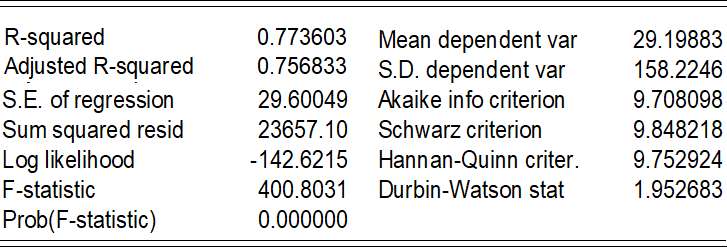 R-squared 0.773603 Mean dependent var 29.19883
Adjusted R-squared 0.756833 S.D. dependent var 158.2246
S.E. of regression 29.60049 Akaike info criterion 9.708098
Sum squared resid 23657.10 Schwarz criterion 9.848218
Log likelihood -142.6215 Hannan-Quinn criter. 9.752924
F-statistic 400.8031 Durbin-Watson stat 1.952683
Prob(F-statistic) 0.000000